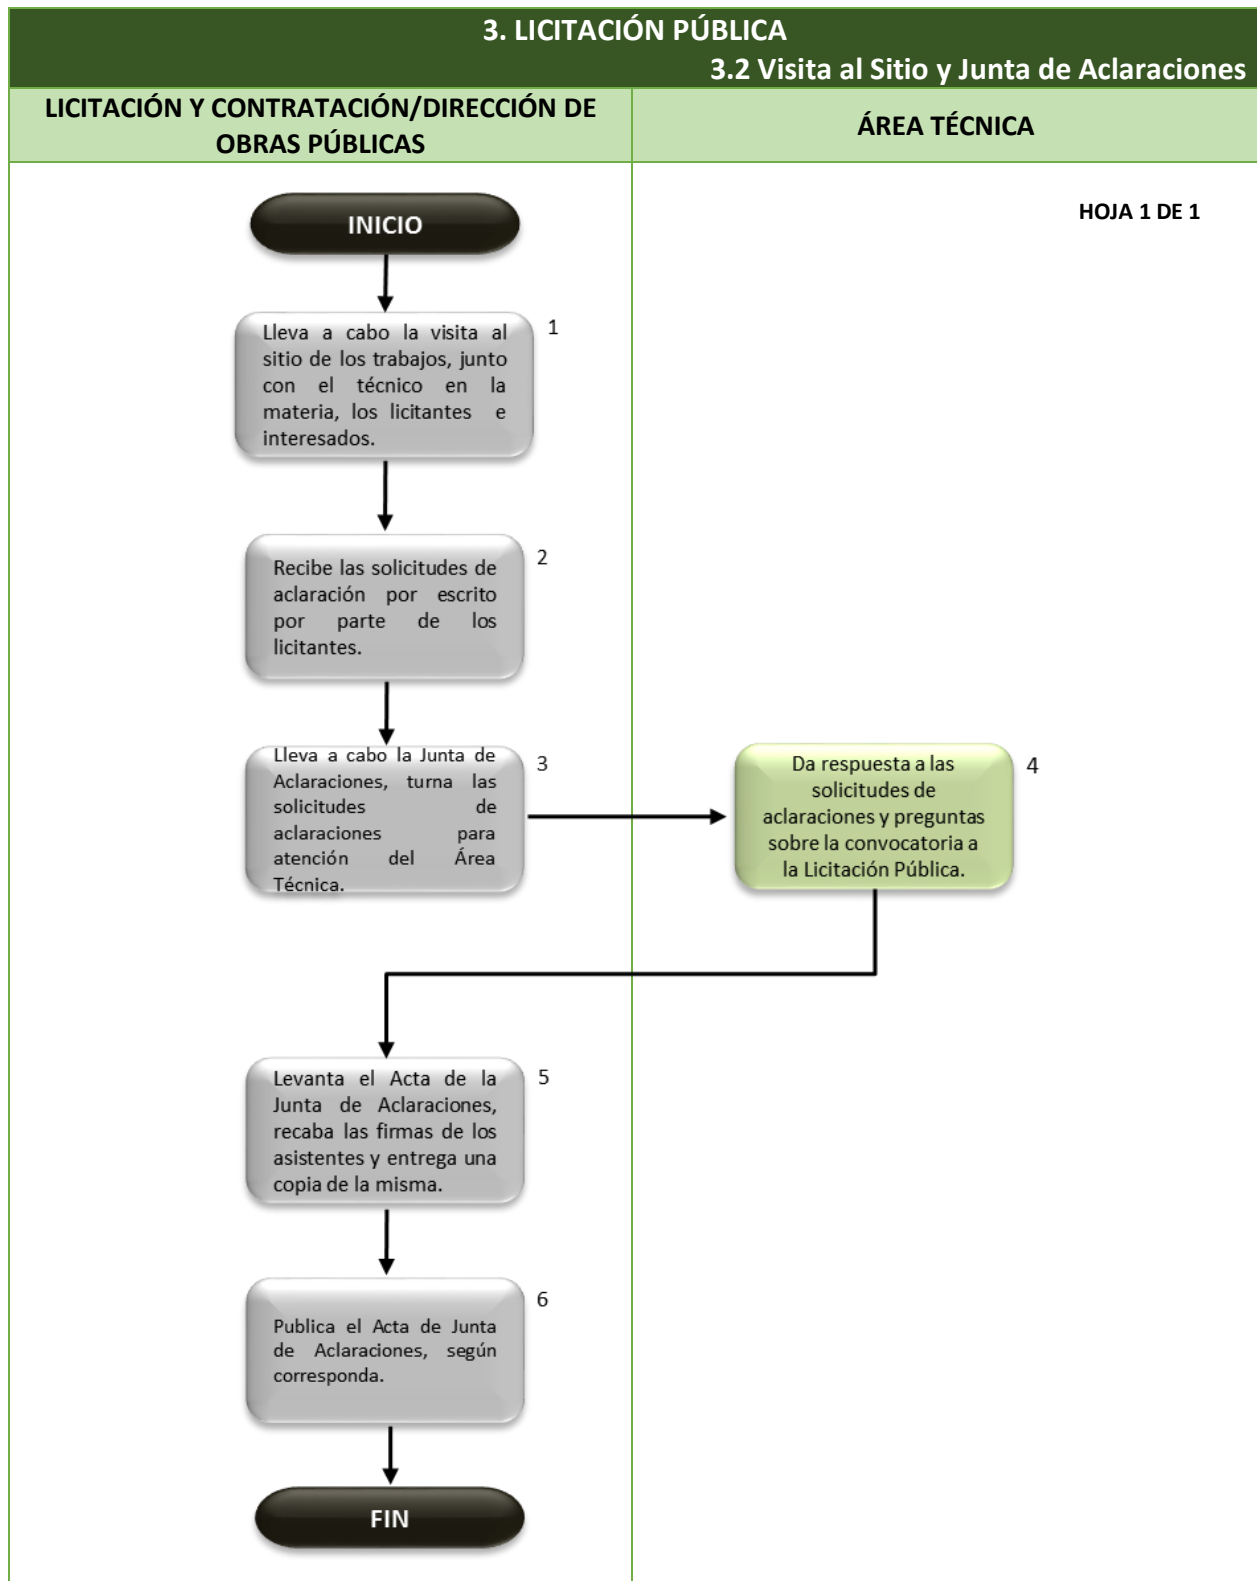 3. LICITACIÓN PÚBLICA
3.2 Visita al Sitio y Junta de Aclaraciones
LICITACIÓN Y CONTRATACIÓN/DIRECCIÓN DE
OBRAS PÚBLICAS
ÁREA TÉCNICA
HOJA 1 DE 1
INICIO
1
Lleva a cabo la visita al
sitio de los trabajos, junto
con el técnico en la
materia, los licitantes e
interesados.
2
Recibe las solicitudes de
aclaración por escrito
por parte de los
licitantes.
3
Lleva a cabo la Junta de
Aclaraciones, turna las
solicitudes de
aclaraciones para
atención del Área
Técnica.
4
Da respuesta a las
solicitudes de
aclaraciones y preguntas
sobre la convocatoria a
la Licitación Pública.
5
Levanta el Acta de la
Junta de Aclaraciones,
recaba las firmas de los
asistentes y entrega una
copia de la misma.
6
Publica el Acta de Junta
de Aclaraciones, según
corresponda.
FIN